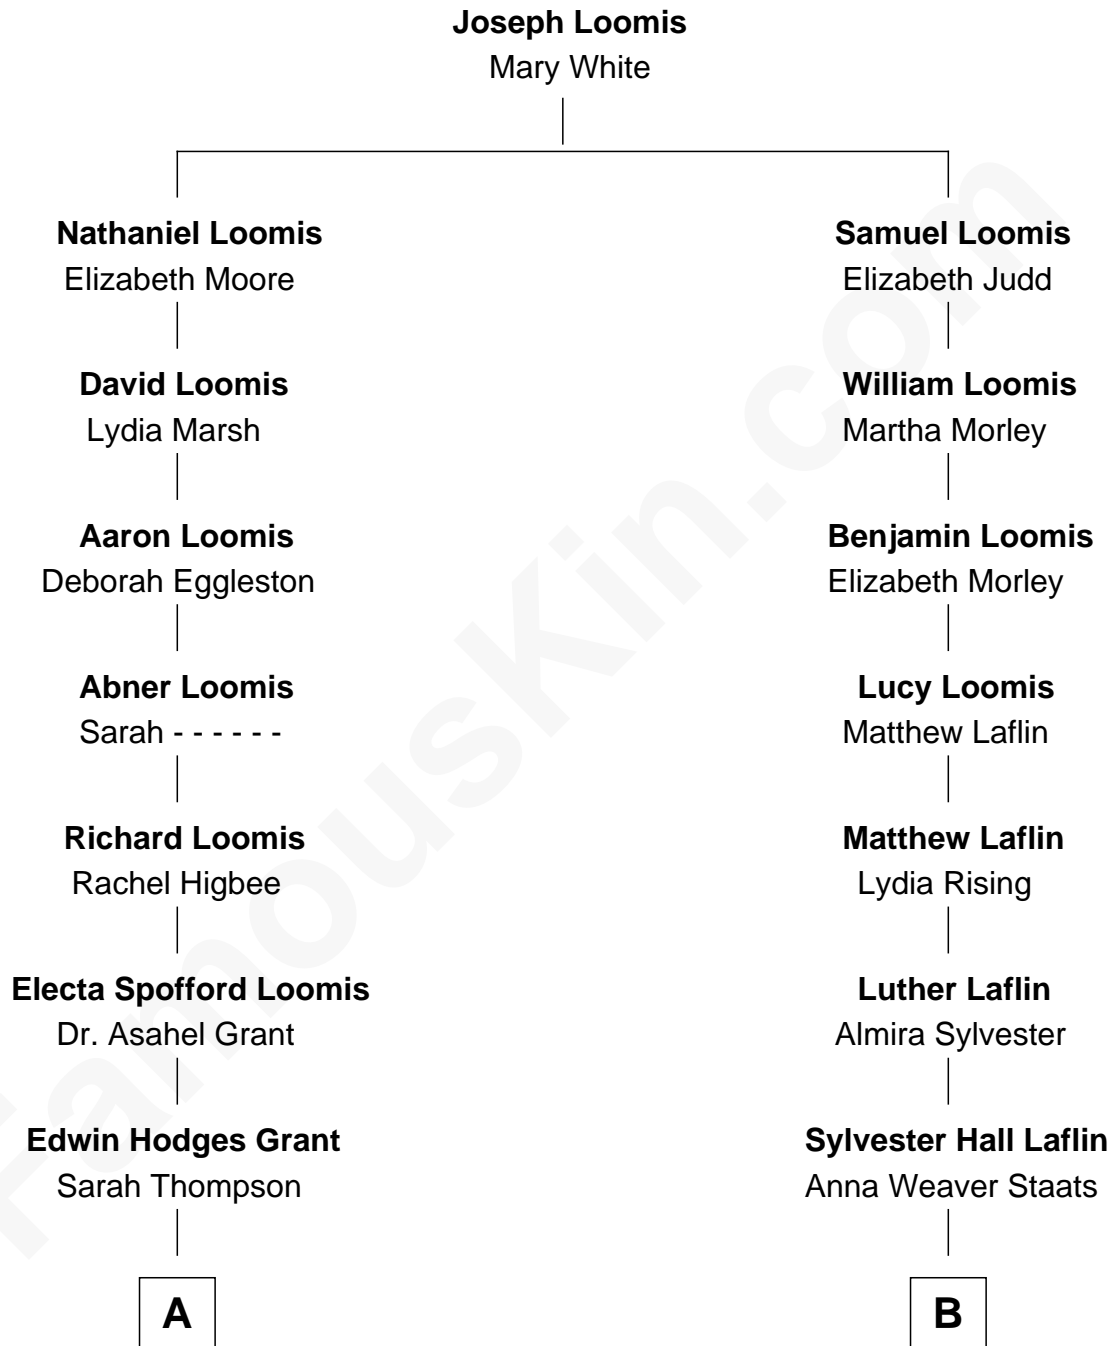 Joseph Loomis
Mary White
Nathaniel Loomis
Elizabeth Moore
David Loomis
Lydia Marsh
Aaron Loomis
Deborah Eggleston
Abner Loomis
Sarah - - - - - -
Richard Loomis
Rachel Higbee
Electa Spofford Loomis
Dr. Asahel Grant
Edwin Hodges Grant
Sarah Thompson
A
Samuel Loomis
Elizabeth Judd
William Loomis
Martha Morley
Benjamin Loomis
Elizabeth Morley
Lucy Loomis
Matthew Laflin
Matthew Laflin
Lydia Rising
Luther Laflin
Almira Sylvester
Sylvester Hall Laflin
Anna Weaver Staats
B
FamousKin.com